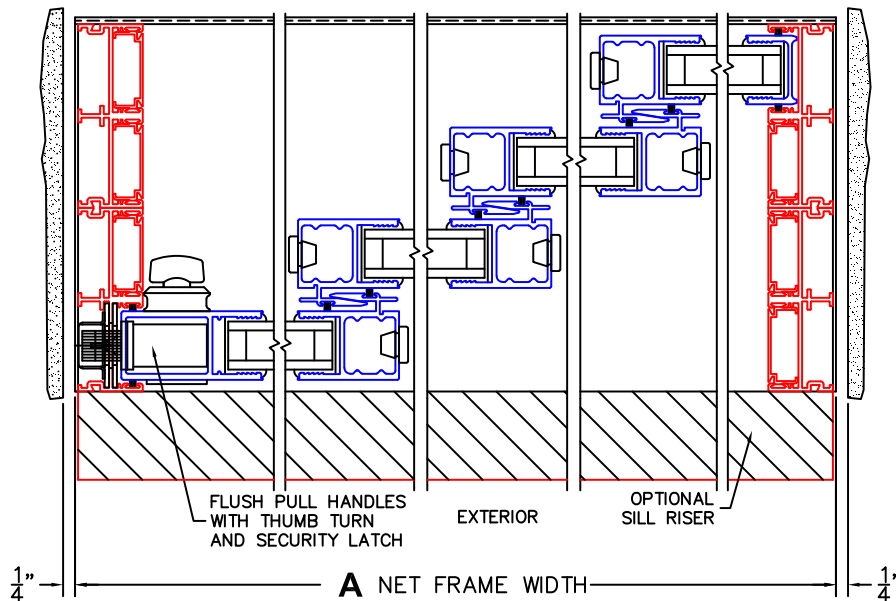 FLUSH PULL HANDLES
WITH THUMB TURN
AND SECURITY LATCH
EXTERIOR
OPTIONAL
SILL RISER
1/4"
A NET FRAME WIDTH
1/4"